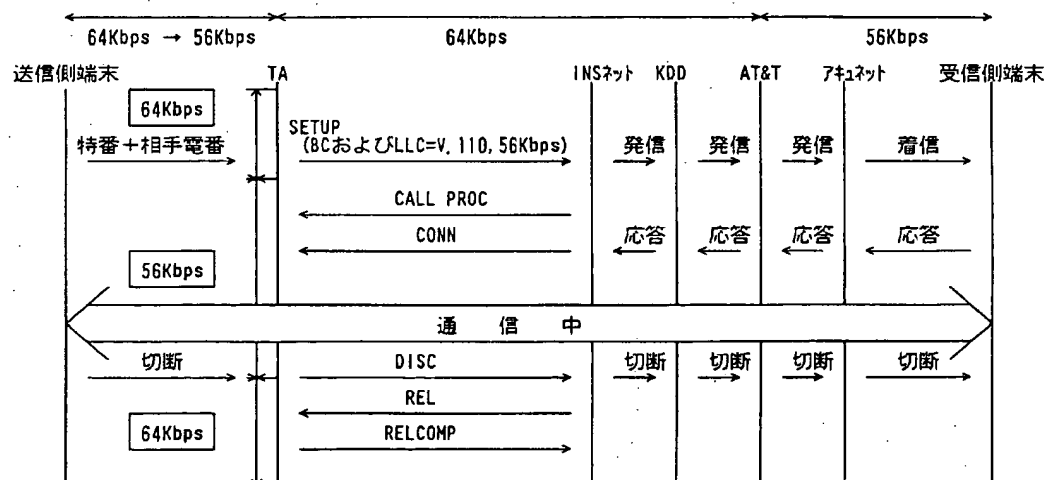 64Kbps → 56Kbps
64Kbps
56Kbps
送信側端末
TA
INSネット
KDD
AT&T
アキュネット
受信側端末
64Kbps
特番+相手電番
SETUP
(BCおよびLLC=V.110,56Kbps)
発信
発信
発信
着信
CALL PROC
CONN
応答
応答
応答
応答
56Kbps
通信中
切断
DISC
切断
切断
切断
切断
REL
64Kbps
RELCOMP